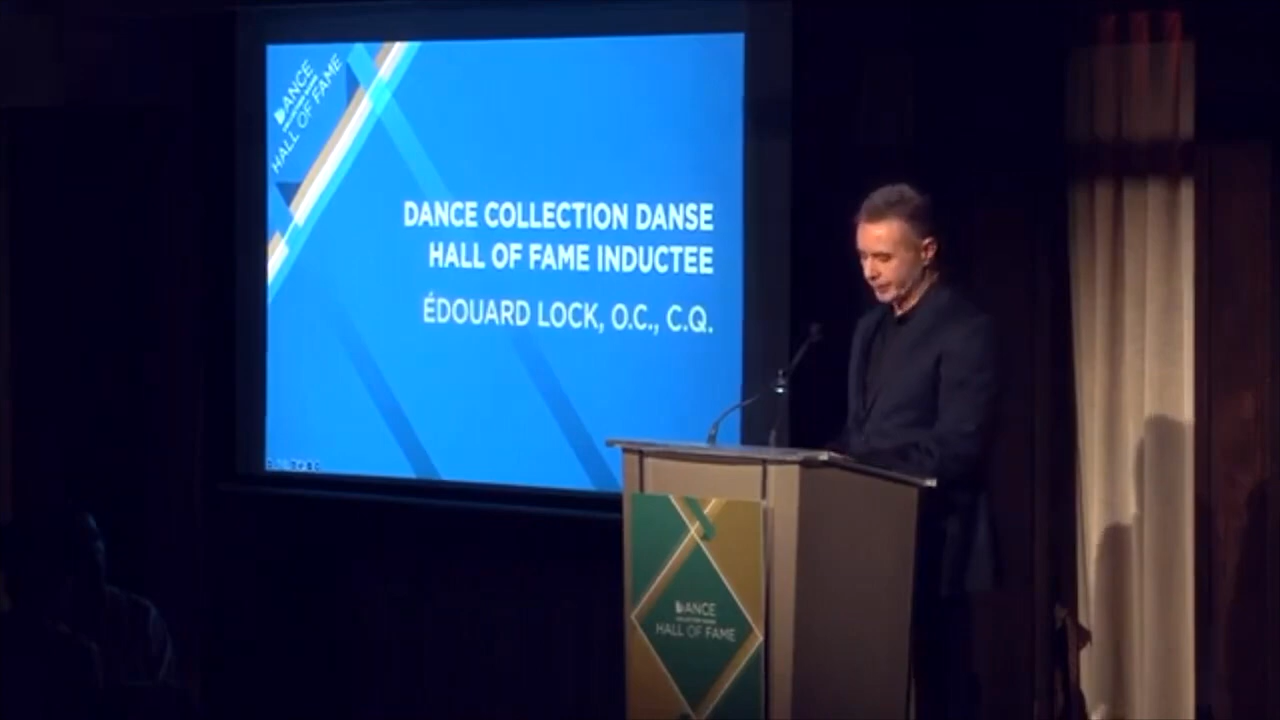 DANCE
HALL OF FAME
DANCE COLLECTION DANSE
HALL OF FAME INDUCTEE
ÉDOUARD LOCK, O.C., C.Q.
DANCE
HALL OF FAME